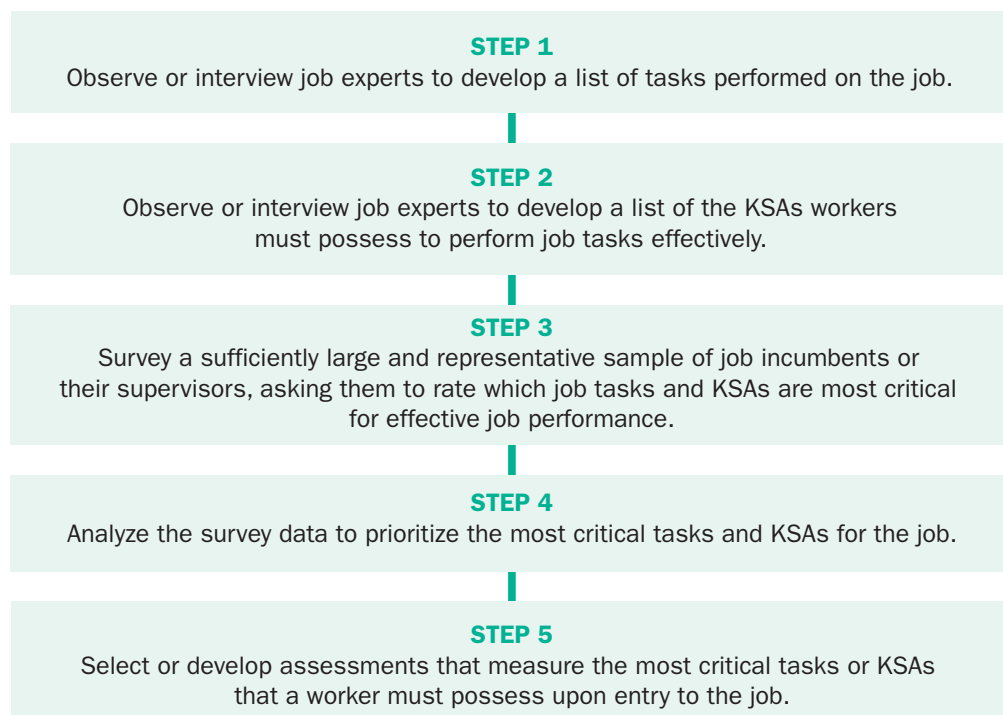 STEP 1
Observe or interview job experts to develop a list of tasks performed on the job.
STEP 2
Observe or interview job experts to develop a list of the KSAs workers
must possess to perform job tasks effectively.
STEP 3
Survey a sufficiently large and representative sample of job incumbents or
their supervisors, asking them to rate which job tasks and KSAs are most critical
for effective job performance.
STEP 4
Analyze the survey data to prioritize the most critical tasks and KSAs for the job.
STEP 5
Select or develop assessments that measure the most critical tasks or KSAs
that a worker must possess upon entry to the job.